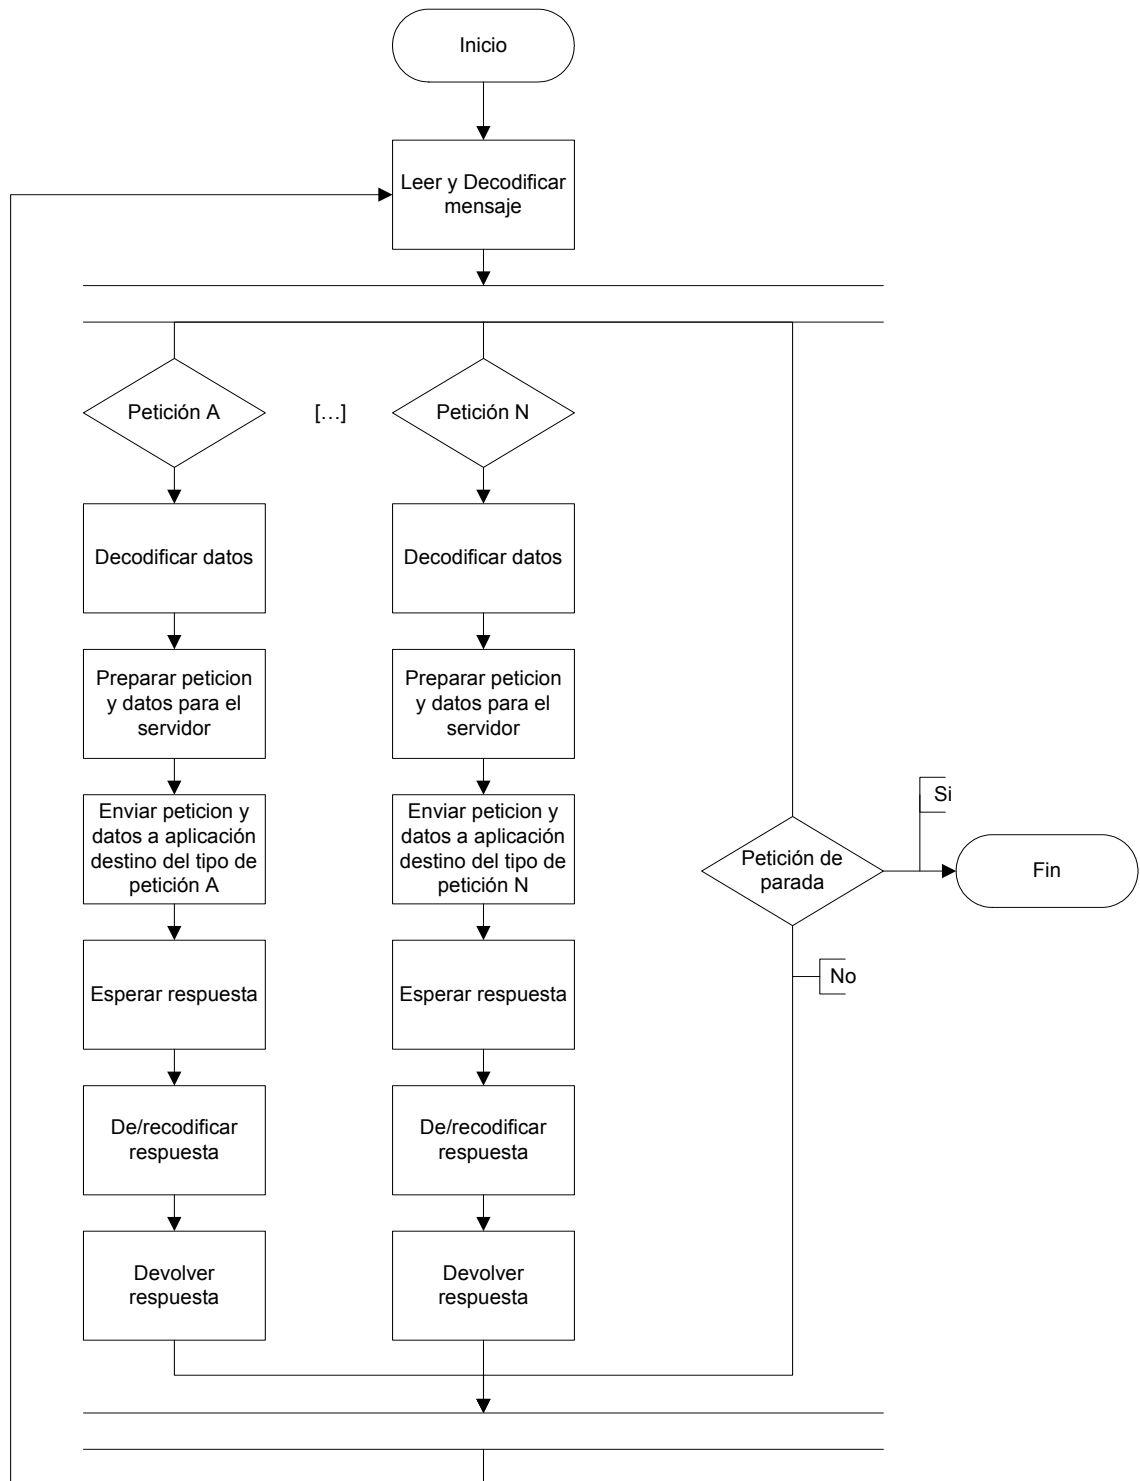 Inicio
Leer y Decodificar
mensaje
Petición A
[…]
Petición N
Decodificar datos
Decodificar datos
Preparar peticion
y datos para el
servidor
Preparar peticion
y datos para el
servidor
Enviar peticion y
datos a aplicación
destino del tipo de
petición A
Enviar peticion y
datos a aplicación
destino del tipo de
petición N
Si
Petición de
parada
Fin
No
Esperar respuesta
Esperar respuesta
De/recodificar
respuesta
De/recodificar
respuesta
Devolver
respuesta
Devolver
respuesta